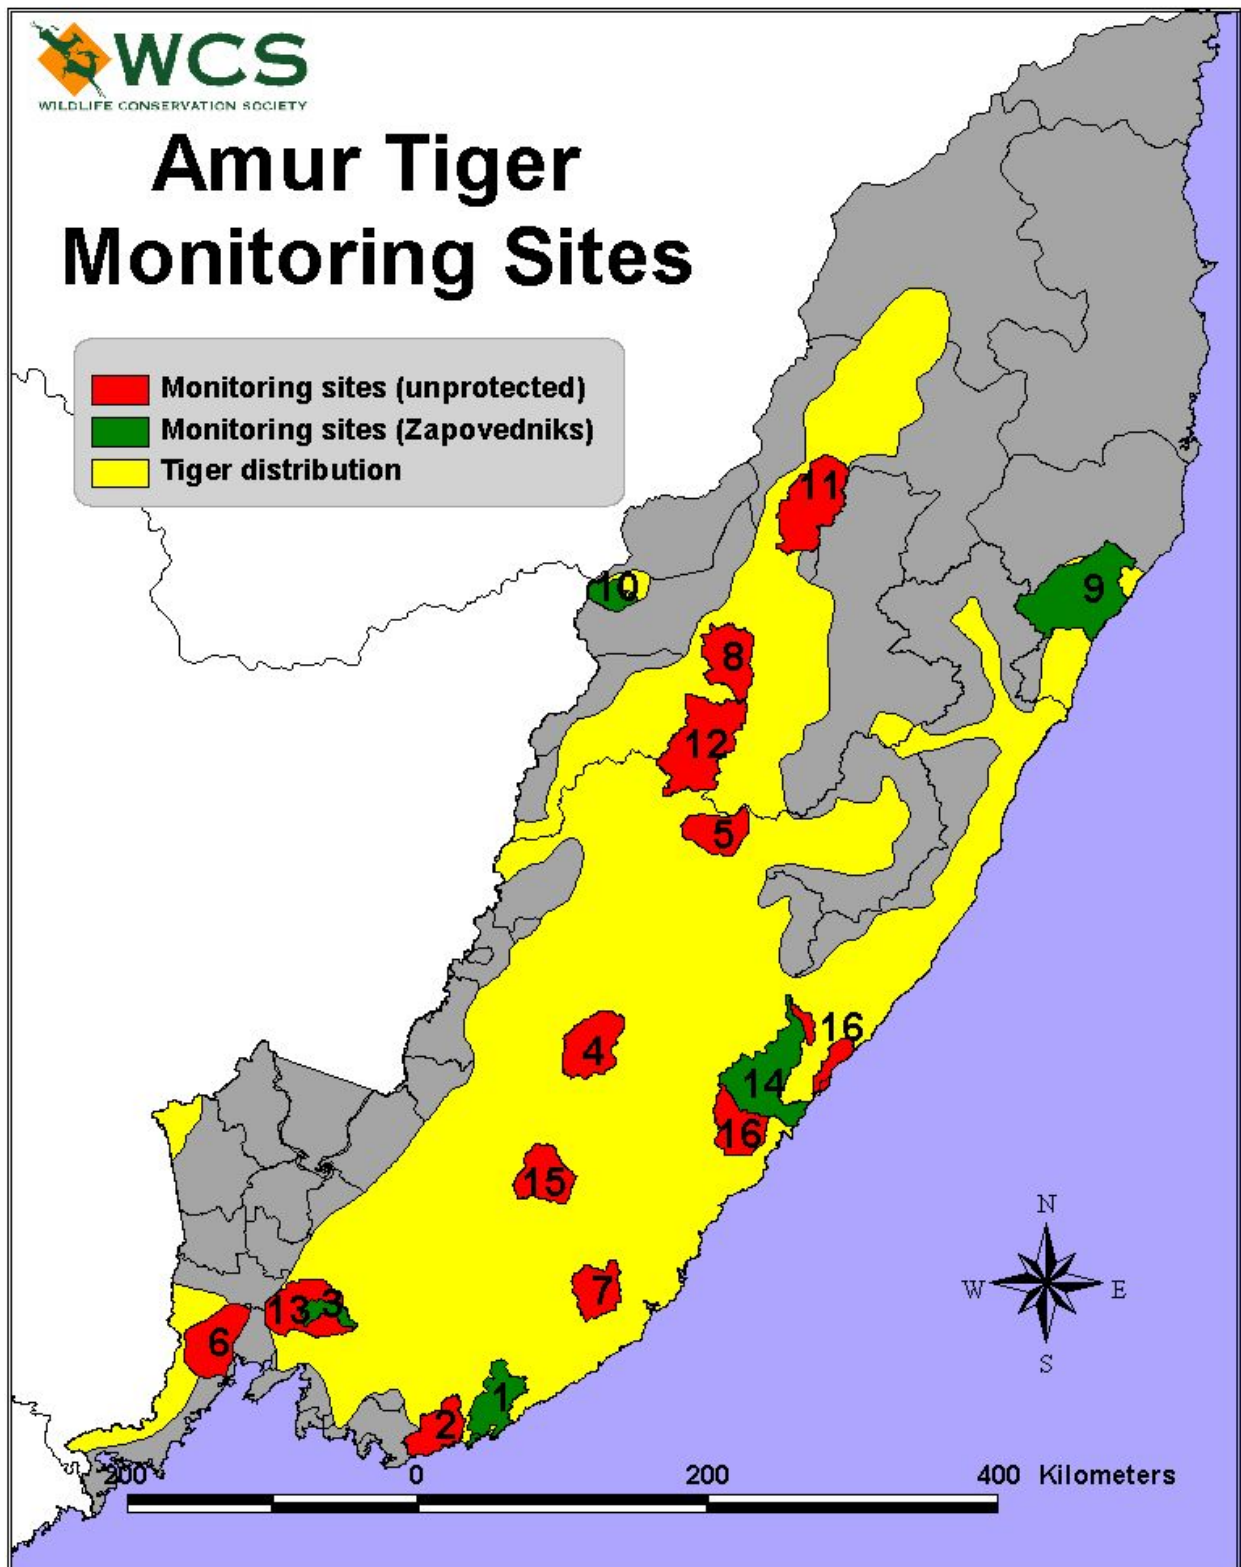 WCS
WILDLIFE CONSERVATION SOCIETY
Amur Tiger
Monitoring Sites
Monitoring sites (unprotected)
Monitoring sites (Zapovedniks)
Tiger distribution
11
10
9
8
12
5
16
4
14
16
15
N
W E
S
7
13 3
6
1
2
200 0 200 400 Kilometers